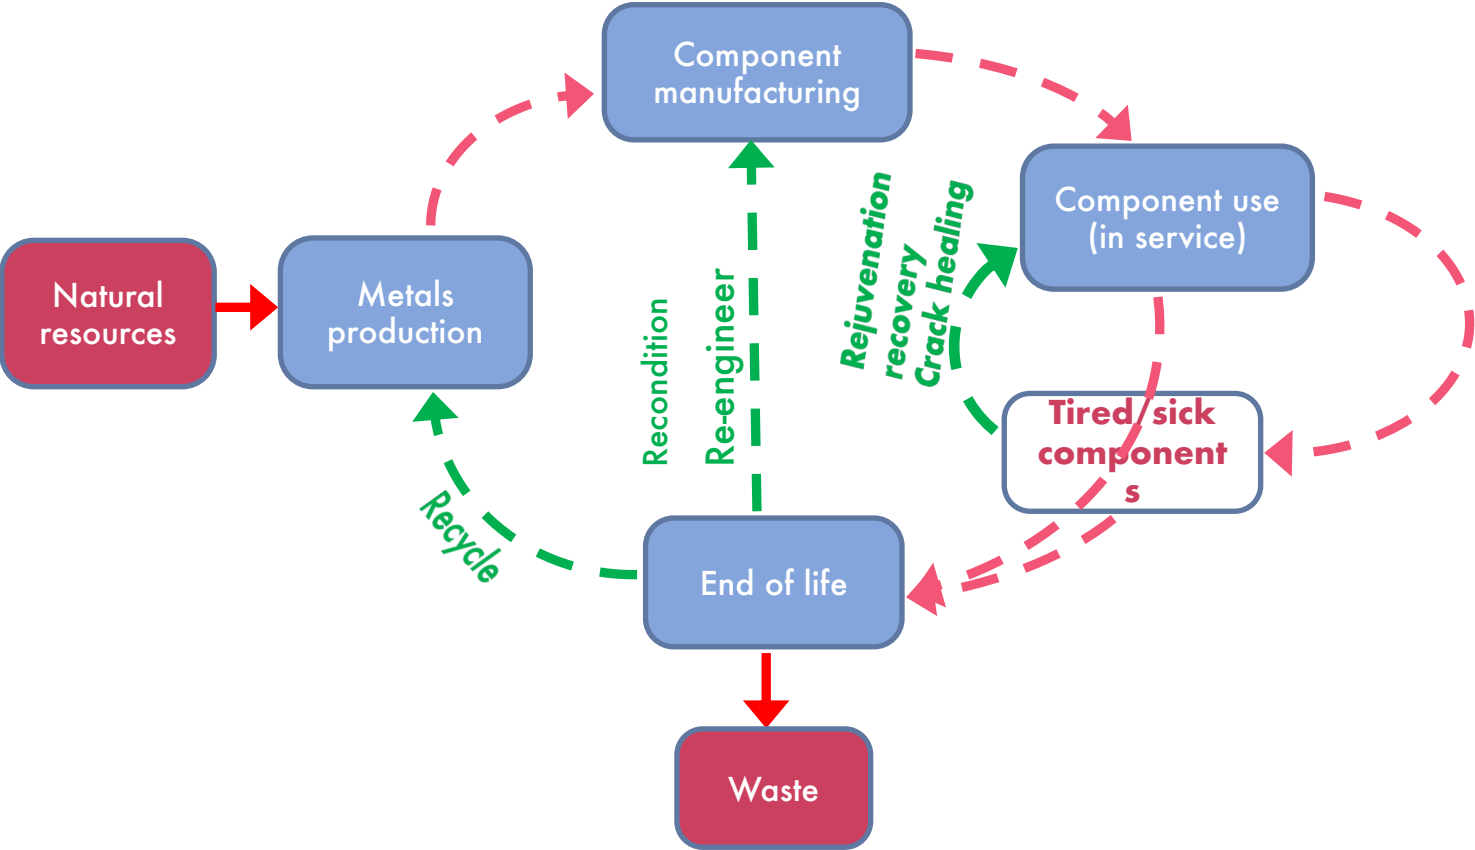 Component
manufacturing
Component use
(in service)
Natural
resources
Metals
production
Recondition
Re-engineer
Rejuvenation
recovery
Crack healing
Tired/sick
component
s
Recycle
End of life
Waste